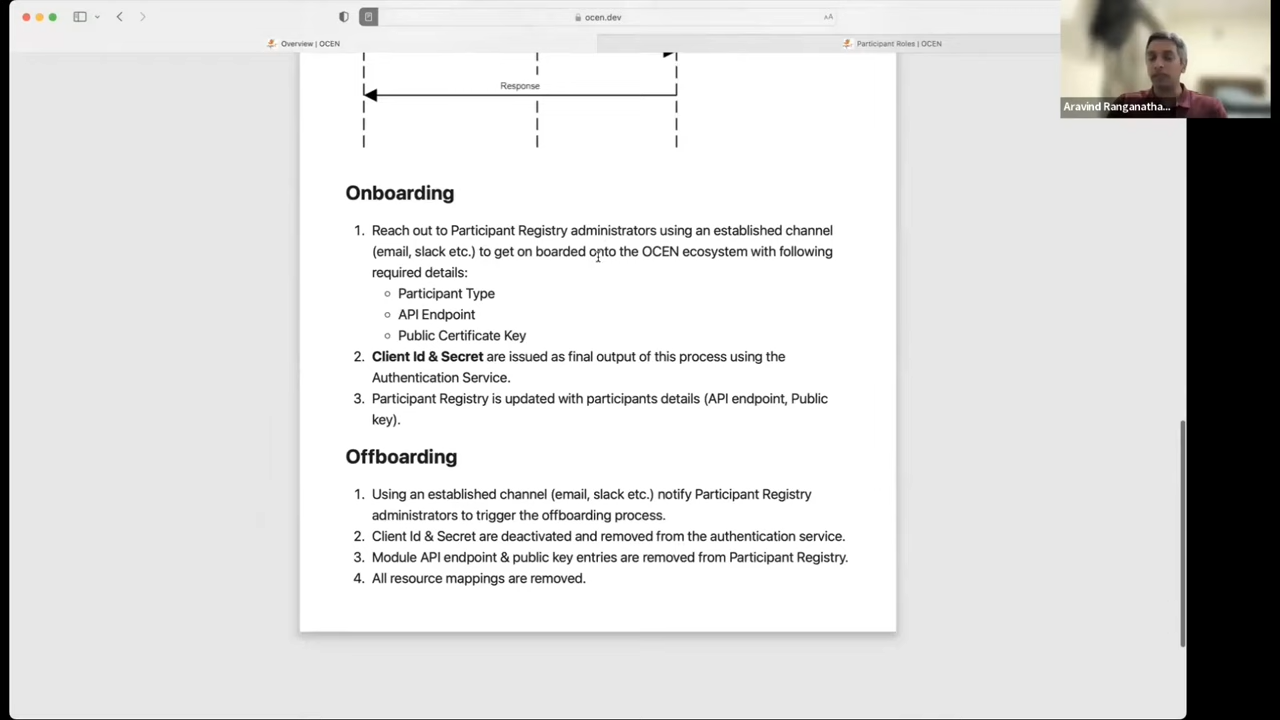 ocen.dev
AA
Overview | OCEN
Participant Roles | OCEN
Aravind Ranganatha...
Response
Onboarding
1. Reach out to Participant Registry administrators using an established channel
(email, slack etc.) to get on boarded onto the OCEN ecosystem with following
required details:
Participant Type
API Endpoint
Public Certificate Key
2. Client Id & Secret are issued as final output of this process using the
Authentication Service.
3. Participant Registry is updated with participants details (API endpoint, Public
key).
Offboarding
1. Using an established channel (email, slack etc.) notify Participant Registry
administrators to trigger the offboarding process.
2. Client Id & Secret are deactivated and removed from the authentication service.
3. Module API endpoint & public key entries are removed from Participant Registry.
4. All resource mappings are removed.